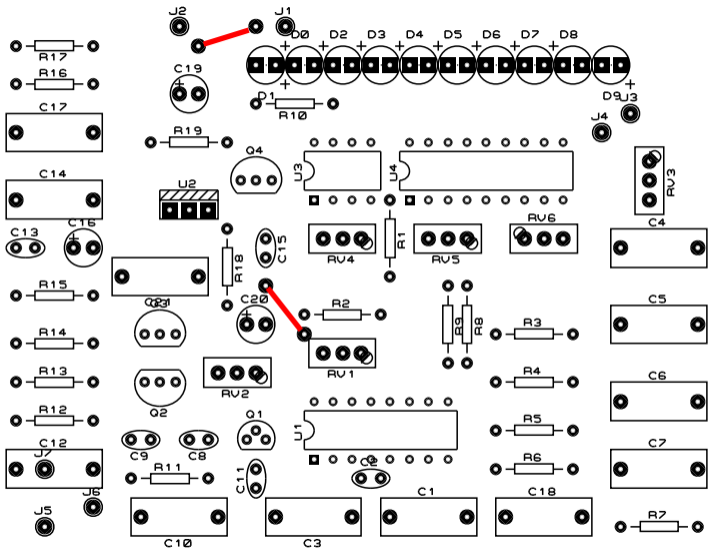 J2 J1
D0 D2 D3 D4 D5 D6 D7 D8
R17
C19
R16
D1 D9
J3
C17
R10
J4
R19
Q4
U3 U4
C14
U2
RV3
C13 C16
C15
R1
RV6
C4
RV4 RV5
R18
R15
C21 Q3
C20
R2
C5
R9 R8
R3
R14
RV1
R13
RV2
R4
C6
Q2
R12
Q1
U1
R5
C12
C9 C8
C7
J7
R11
C11
C2
R6
J6
C1 C18
J5
R7
C10 C3